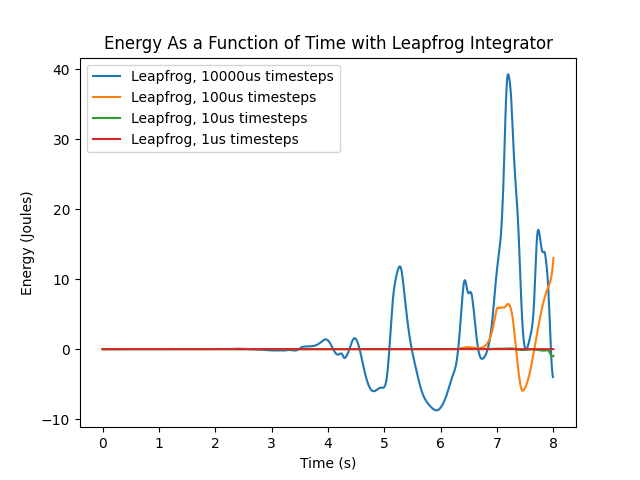 Energy As a Function of Time with Leapfrog Integrator
Leapfrog, 10000us timesteps
Leapfrog, 100us timesteps
Leapfrog, 10us timesteps
Leapfrog, 1us timesteps
Energy (Joules)
40
30
20
10
0
−10
0 1 2 3 4 5 6 7 8
Time (s)